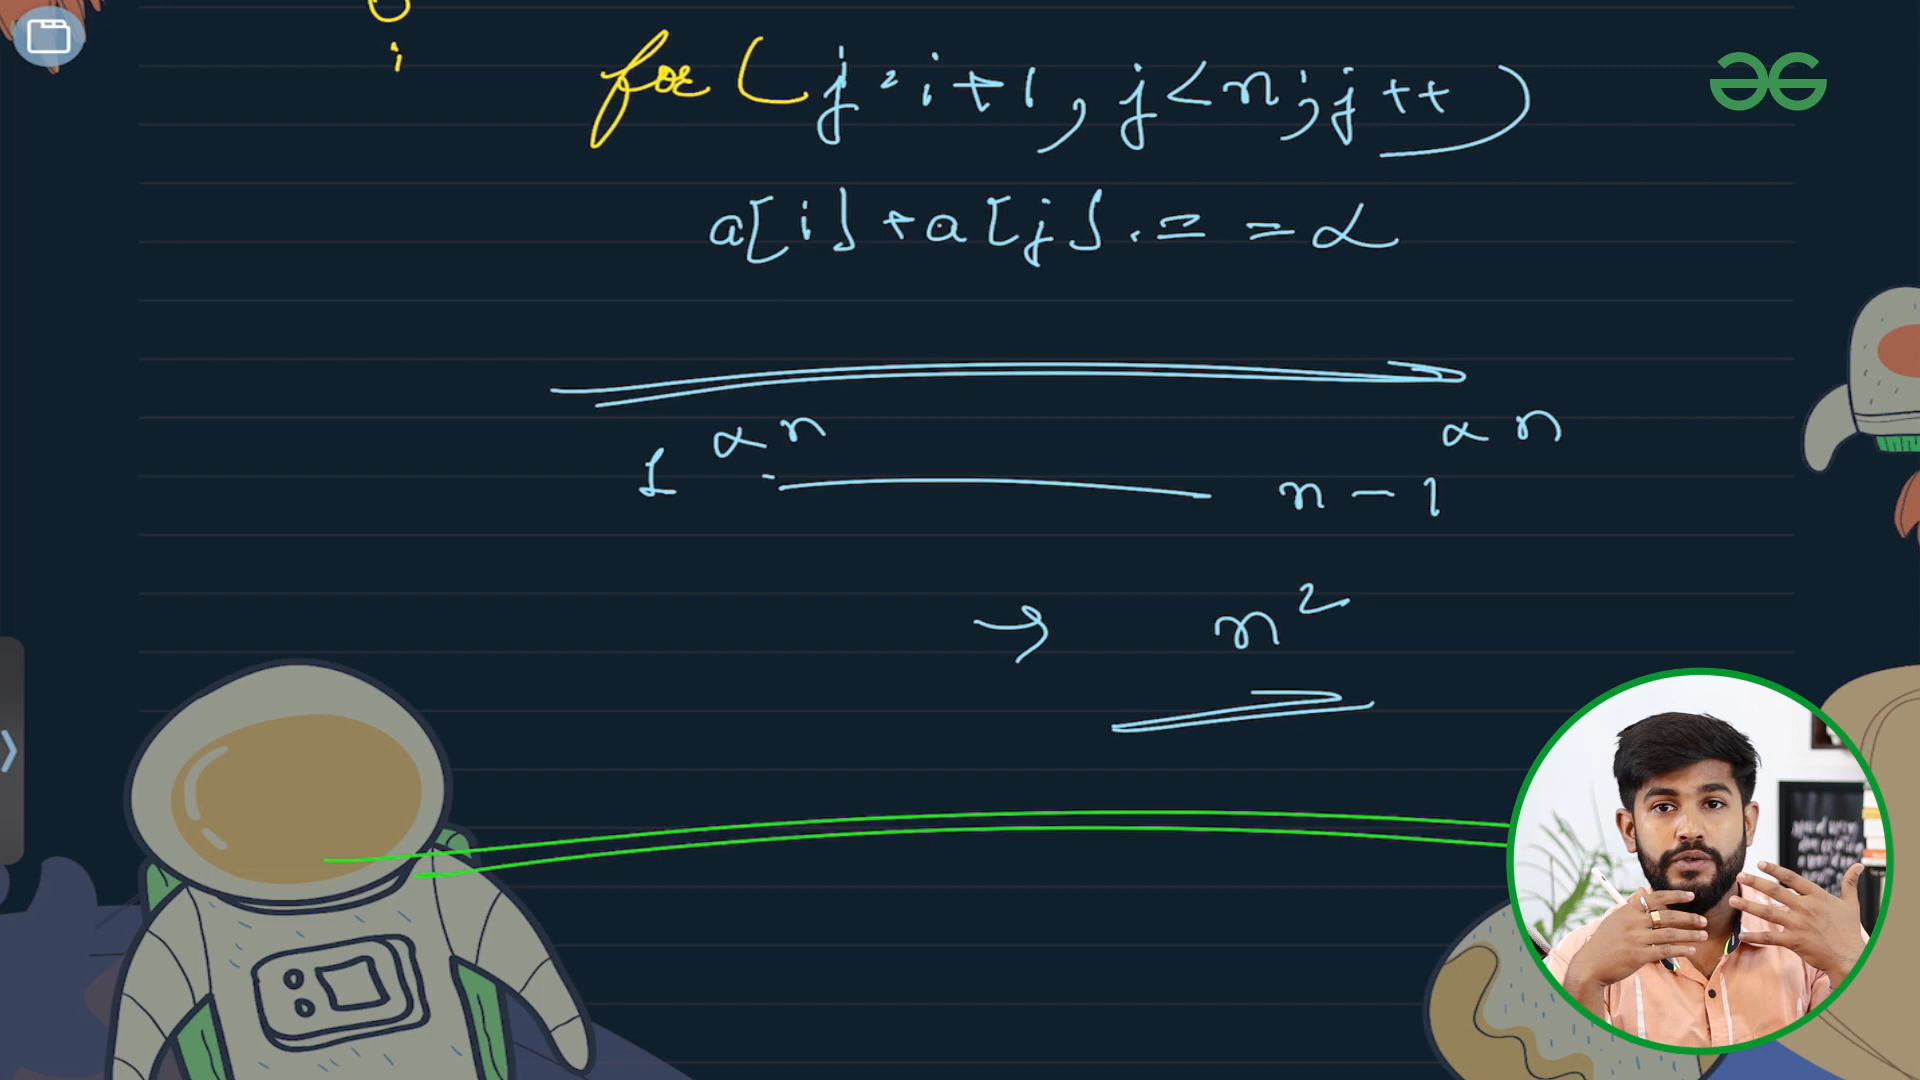 i
for (j = i + 1, j < n; j++)
a[i] + a[j] . = = α
α n α n
1 - n - 1
→ n²